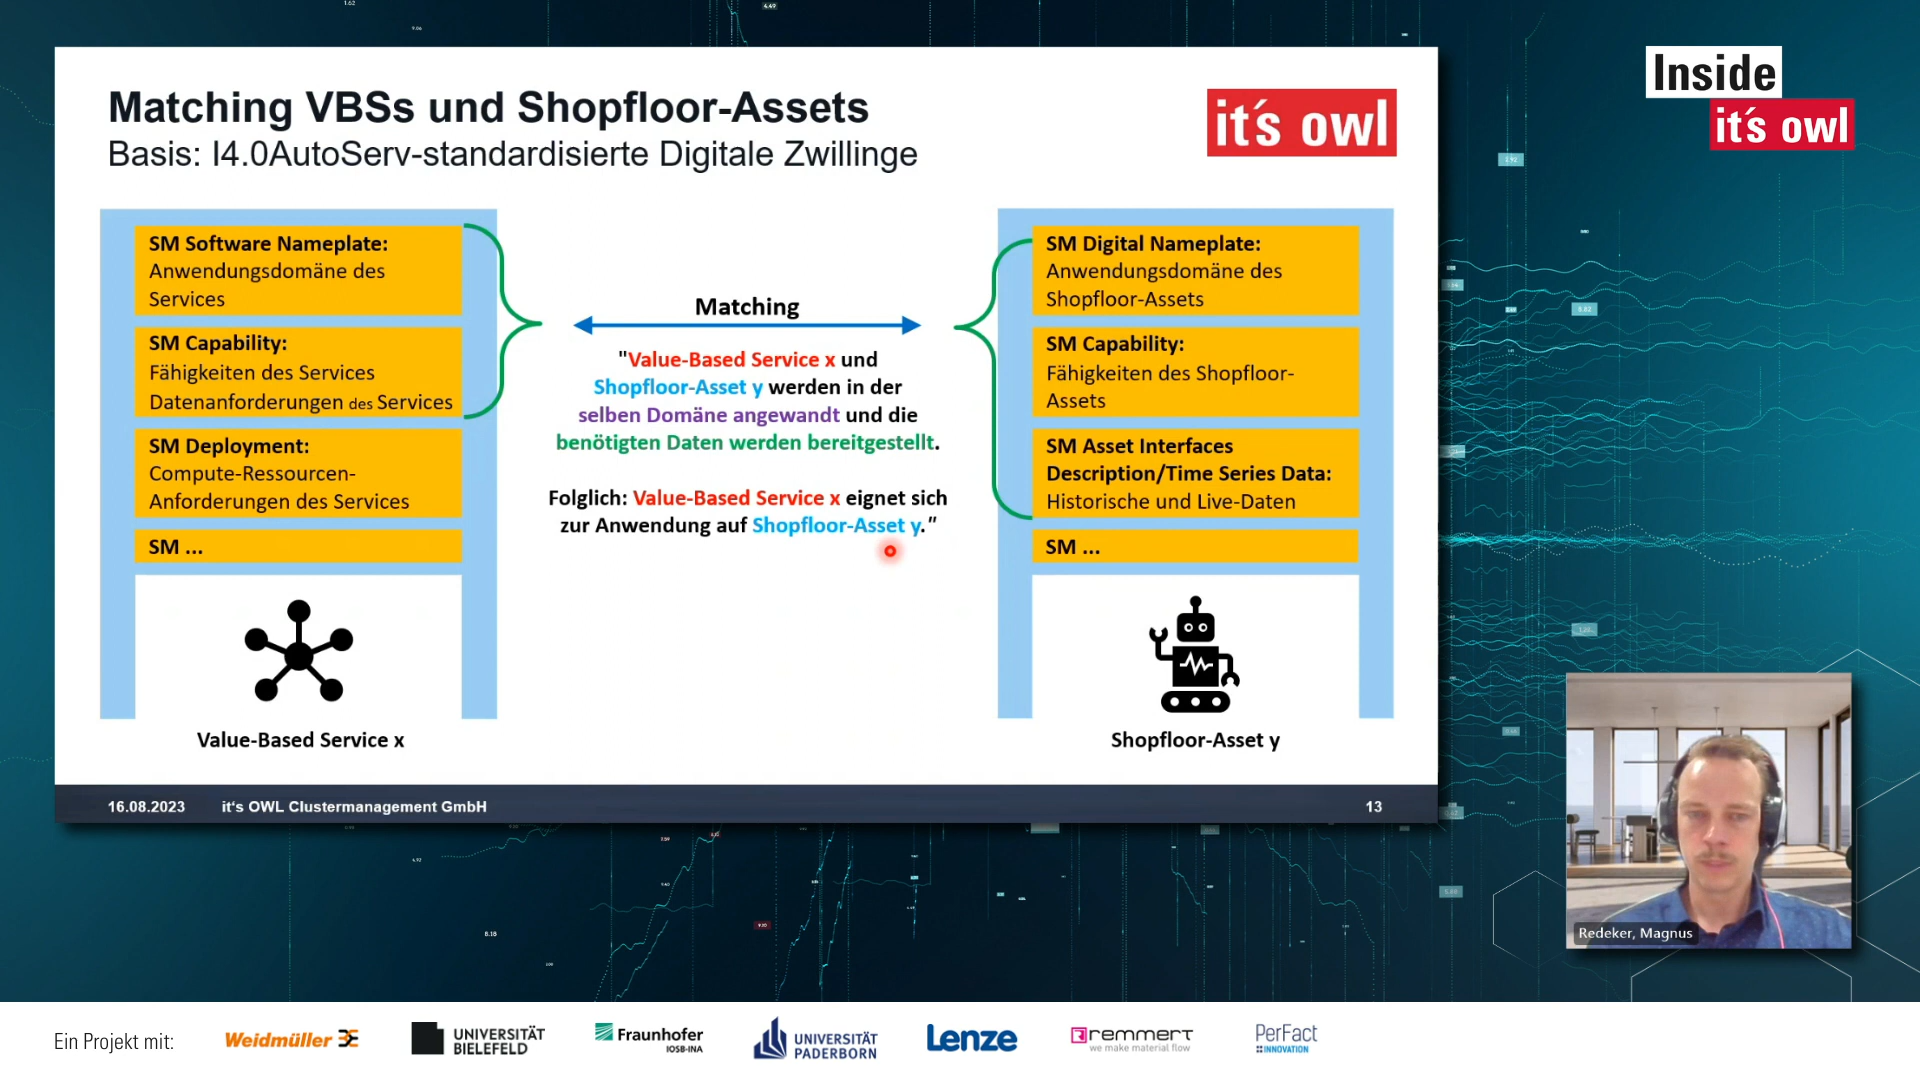 Matching VBSs und Shopfloor-Assets
Basis: I4.0AutoServ-standardisierte Digitale Zwillinge
it's owl
Inside
it's owl
SM Software Nameplate:
Anwendungsdomäne des
Services
SM Capability:
Fähigkeiten des Services
Datenanforderungen des Services
SM Deployment:
Compute-Ressourcen-
Anforderungen des Services
SM ...
Value-Based Service x
Matching
"Value-Based Service x und
Shopfloor-Asset y werden in der
selben Domäne angewandt und die
benötigten Daten werden bereitgestellt.
Folglich: Value-Based Service x eignet sich
zur Anwendung auf Shopfloor-Asset y."
SM Digital Nameplate:
Anwendungsdomäne des
Shopfloor-Assets
SM Capability:
Fähigkeiten des Shopfloor-
Assets
SM Asset Interfaces
Description/Time Series Data:
Historische und Live-Daten
SM ...
Shopfloor-Asset y
16.08.2023 it's OWL Clustermanagement GmbH 13
Redeker, Magnus
Ein Projekt mit:
Weidmüller
UNIVERSITÄT
BIELEFELD
Fraunhofer
IOSB-INA
UNIVERSITÄT
PADERBORN
Lenze
remmert
we make material flow
PerFact
INNOVATION